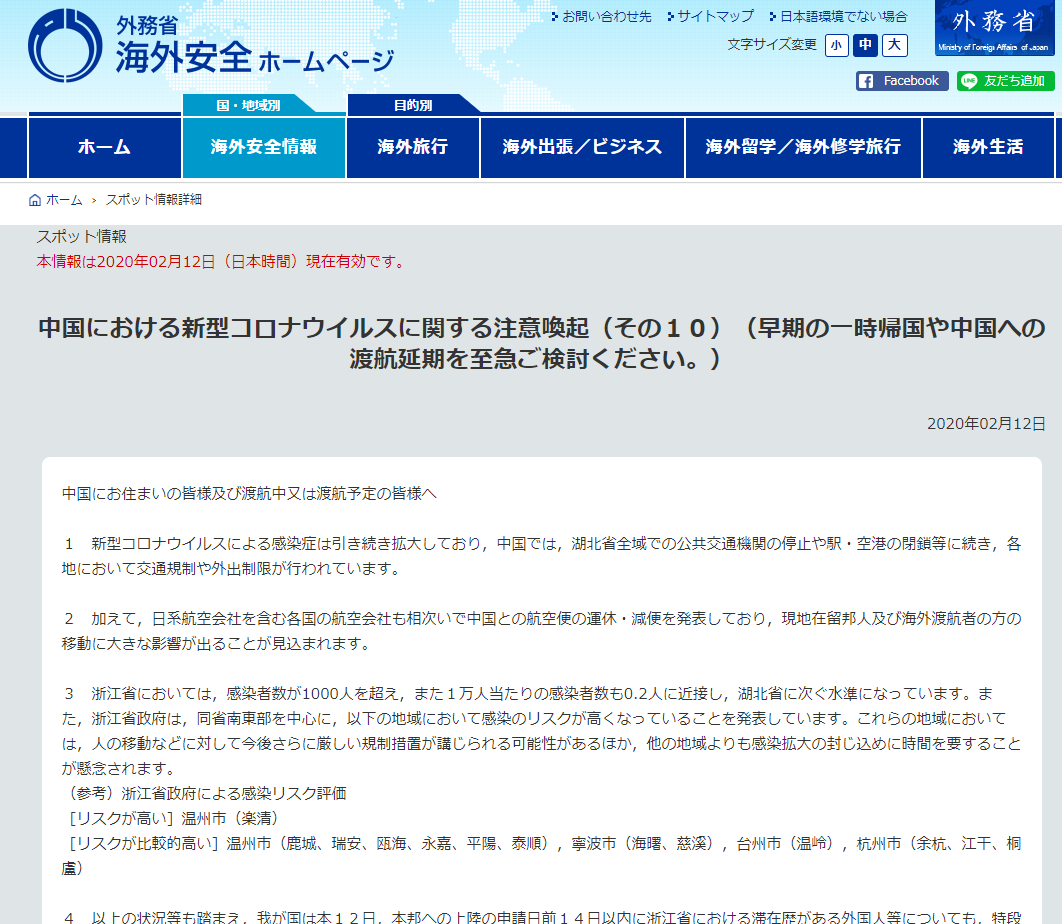 外務省
海外安全ホームページ
お問い合わせ先 サイトマップ 日本語環境でない場合
文字サイズ変更 小 中 大
外務省
Ministry of Foreign Affairs of Japan
Facebook LINE 友だち追加
国・地域別 目的別
ホーム 海外安全情報 海外旅行 海外出張／ビジネス 海外留学／海外修学旅行 海外生活
ホーム › スポット情報詳細
スポット情報
本情報は2020年02月12日（日本時間）現在有効です。
中国における新型コロナウイルスに関する注意喚起（その１０）（早期の一時帰国や中国への
渡航延期を至急ご検討ください。）
2020年02月12日
中国にお住まいの皆様及び渡航中又は渡航予定の皆様へ
１　新型コロナウイルスによる感染症は引き続き拡大しており，中国では，湖北省全域での公共交通機関の停止や駅・空港の閉鎖等に続き，各
地において交通規制や外出制限が行われています。
２　加えて，日系航空会社を含む各国の航空会社も相次いで中国との航空便の運休・減便を発表しており，現地在留邦人及び海外渡航者の方の
移動に大きな影響が出ることが見込まれます。
３　浙江省においては，感染者数が1000人を超え，また１万人当たりの感染者数も0.2人に近接し，湖北省に次ぐ水準になっています。ま
た，浙江省政府は，同省南東部を中心に，以下の地域において感染のリスクが高くなっていることを発表しています。これらの地域において
は，人の移動などに対して今後さらに厳しい規制措置が講じられる可能性があるほか，他の地域よりも感染拡大の封じ込めに時間を要すること
が懸念されます。
（参考）浙江省政府による感染リスク評価
［リスクが高い］温州市（楽清）
［リスクが比較的高い］温州市（鹿城、瑞安、瓯海、永嘉、平陽、泰順），寧波市（海曙、慈溪），台州市（温岭），杭州市（余杭、江干、桐
盧）
４　以上の状況等も踏まえ，我が国は本１２日，本邦への上陸の申請日前１４日以内に浙江省における滞在歴がある外国人等についても，特段